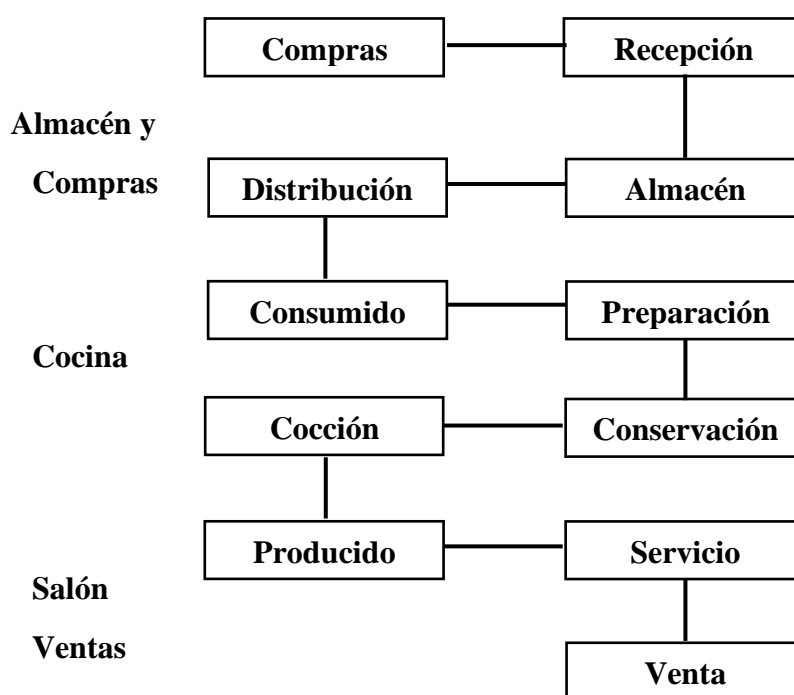 Compras
Recepción
Almacén y
Compras
Distribución
Almacén
Consumido
Preparación
Cocina
Cocción
Conservación
Producido
Servicio
Salón
Ventas
Venta